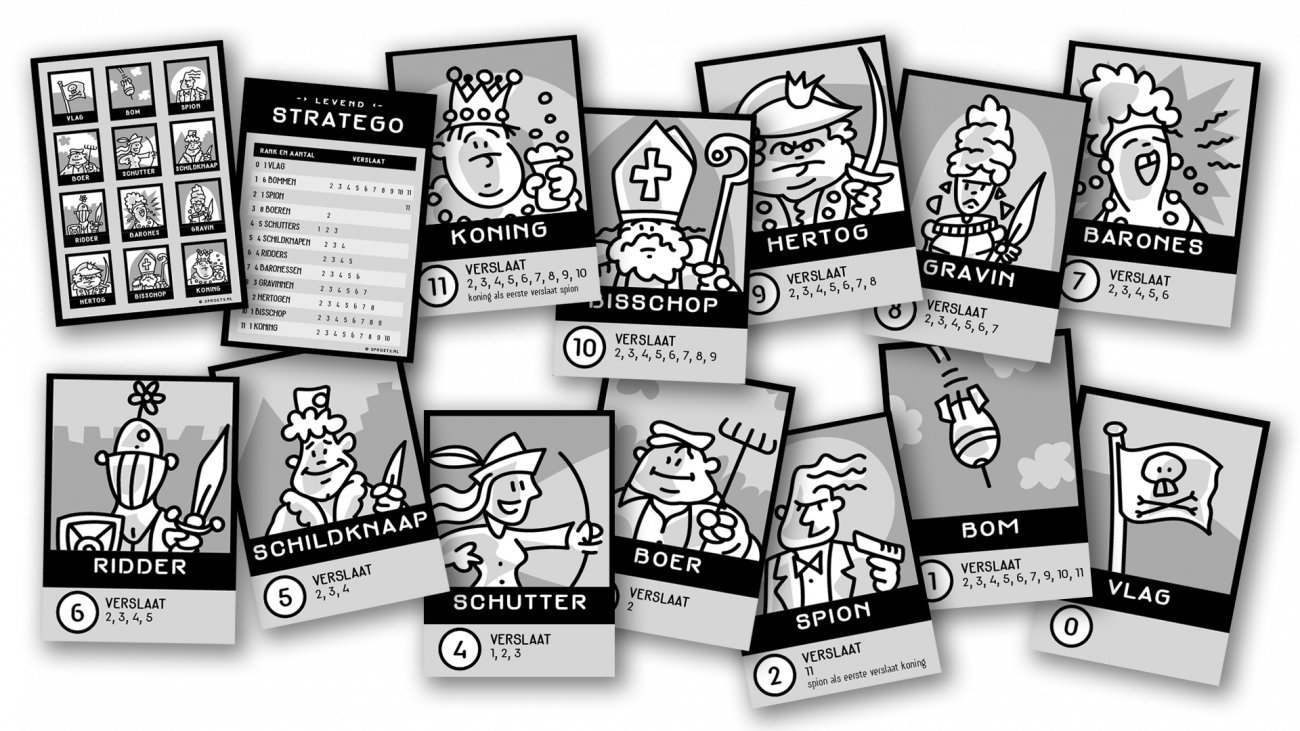 VLAG
BOM
SPION
BOER
SCHUTTER
SCHILDKNAAP
RIDDER
BARONES
GRAVIN
HERTOG
BISSCHOP
KONING
© SPROETS.NL
-> LEVEND <-
STRATEGO
RANK EN AANTAL VERSLAAT
0 1 VLAG
1 6 BOMMEN 2 3 4 5 6 7 8 9 10 11
2 1 SPION 11
3 8 BOEREN 2
4 5 SCHUTTERS 1 2 3
5 4 SCHILDKNAPEN 2 3 4
6 4 RIDDERS 2 3 4 5
7 4 BARONESSEN 2 3 4 5 6
3 GRAVINNEN 2 3 4 5 6 7
2 HERTOGEN 2 3 4 5 6 7 8
10 1 BISSCHOP 2 3 4 5 6 7 8 9
11 1 KONING 2 3 4 5 6 7 8 9 10
© SPROETS.NL
KONING
11 VERSLAAT
2, 3, 4, 5, 6, 7, 8, 9, 10
koning als eerste verslaat spion
BISSCHOP
10 VERSLAAT
2, 3, 4, 5, 6, 7, 8, 9
HERTOG
9 VERSLAAT
2, 3, 4, 5, 6, 7, 8
GRAVIN
8 VERSLAAT
2, 3, 4, 5, 6, 7
BARONES
7 VERSLAAT
2, 3, 4, 5, 6
RIDDER
6 VERSLAAT
2, 3, 4, 5
SCHILDKNAAP
5 VERSLAAT
2, 3, 4
SCHUTTER
4 VERSLAAT
1, 2, 3
BOER
VERSLAAT
2
SPION
2 VERSLAAT
11
spion als eerste verslaat koning
BOM
1 VERSLAAT
2, 3, 4, 5, 6, 7, 9, 10, 11
VLAG
0